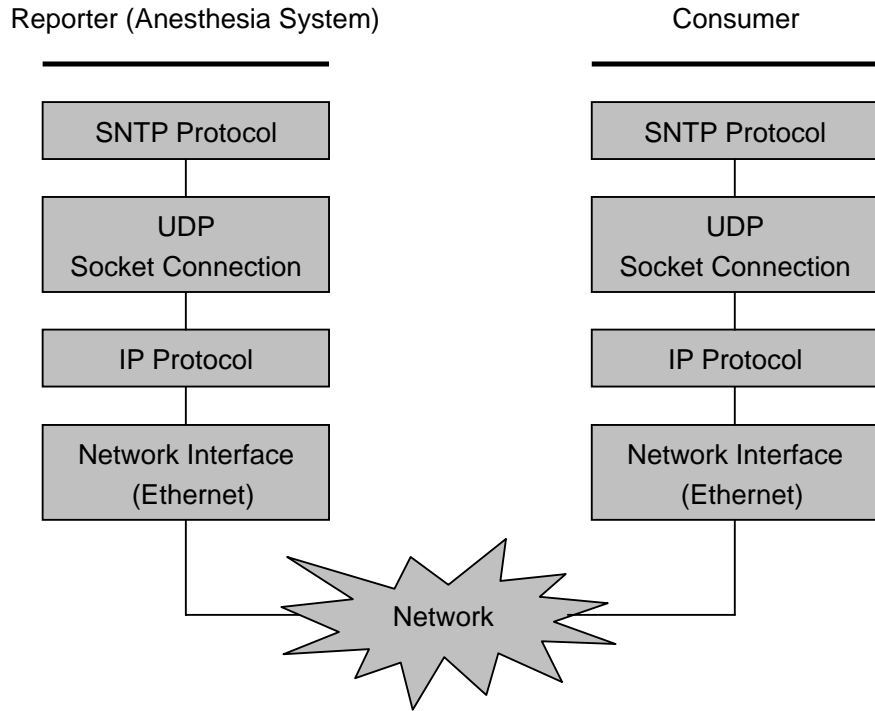 Reporter (Anesthesia System)
Consumer
SNTP Protocol
SNTP Protocol
UDP
Socket Connection
UDP
Socket Connection
IP Protocol
IP Protocol
Network Interface
(Ethernet)
Network Interface
(Ethernet)
Network